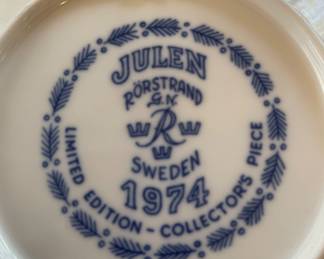 JULEN
RÖRSTRAND
G.N.
R
SWEDEN
1974
LIMITED EDITION - COLLECTOR'S PIECE